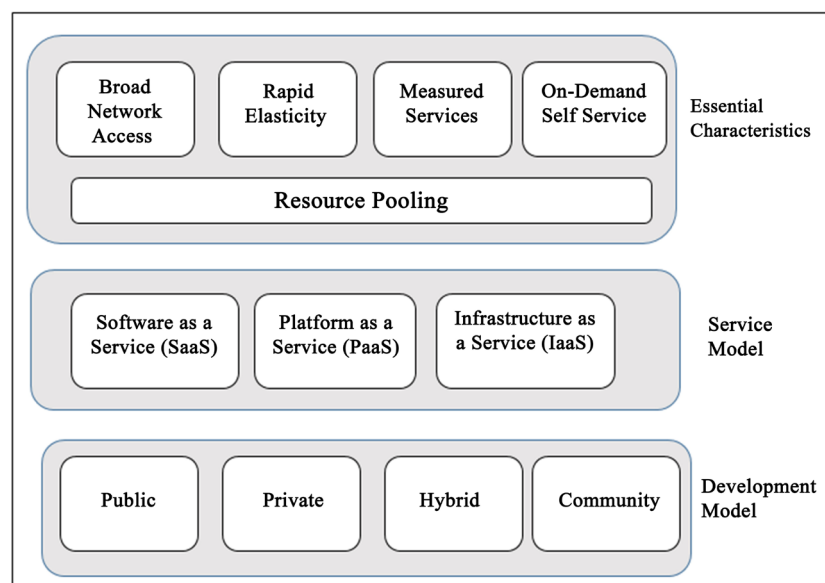 Broad
Network
Access
Rapid
Elasticity
Measured
Services
On-Demand
Self Service
Essential
Characteristics
Resource Pooling
Software as a
Service (SaaS)
Platform as a
Service (PaaS)
Infrastructure as
a Service (IaaS)
Service
Model
Public
Private
Hybrid
Community
Development
Model